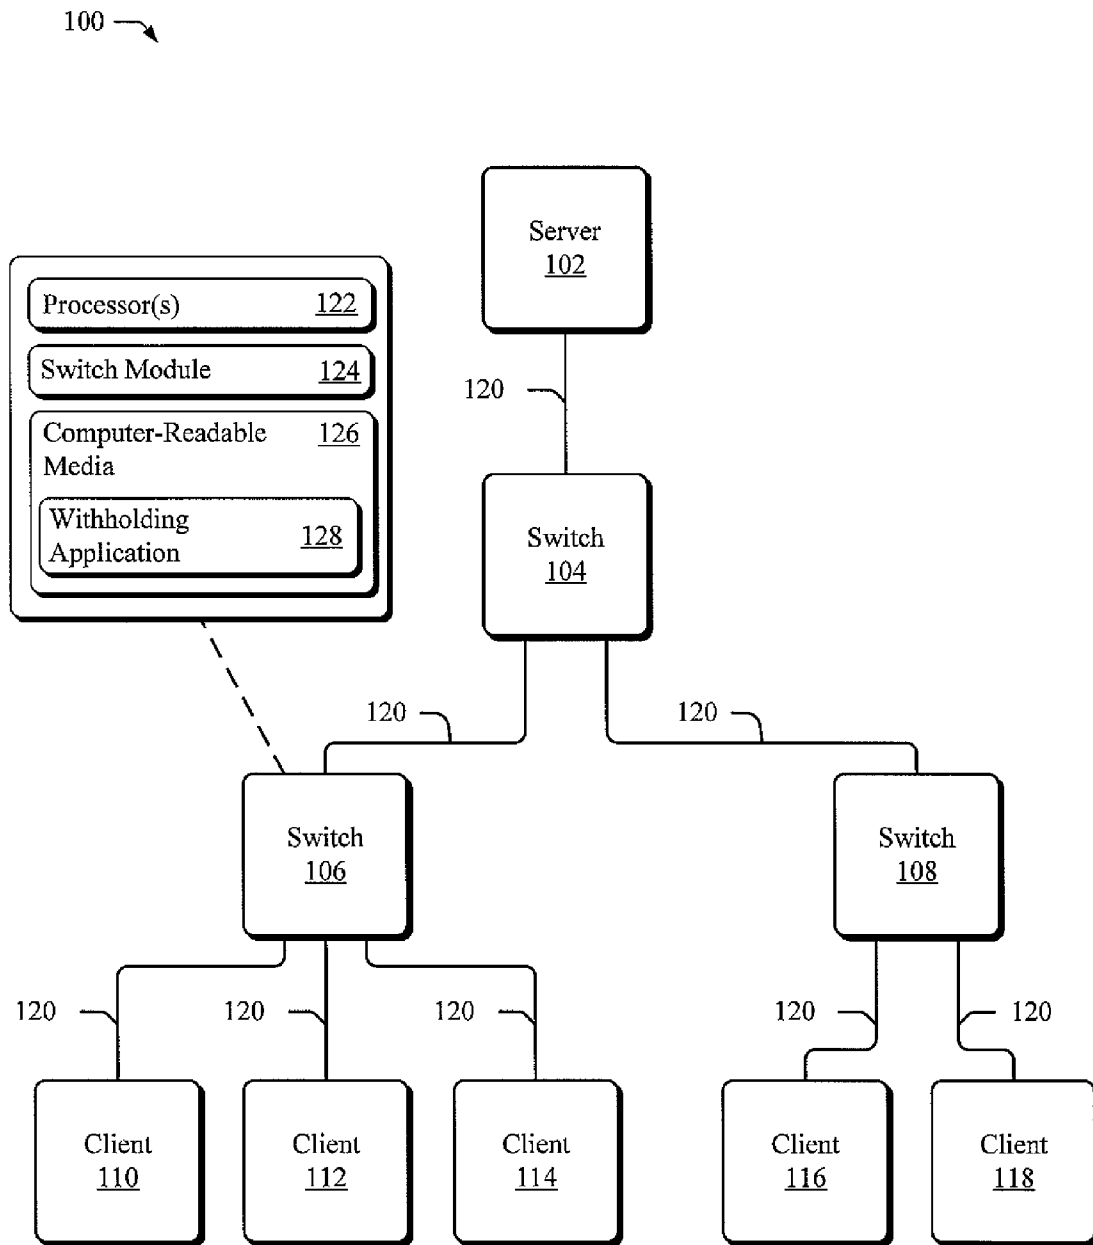 100
Server
102
Processor(s) 122
Switch Module 124
Computer-Readable 126
Media
Withholding
Application 128
120
Switch
104
120 120
Switch
106
Switch
108
120 120 120 120 120
Client
110
Client
112
Client
114
Client
116
Client
118